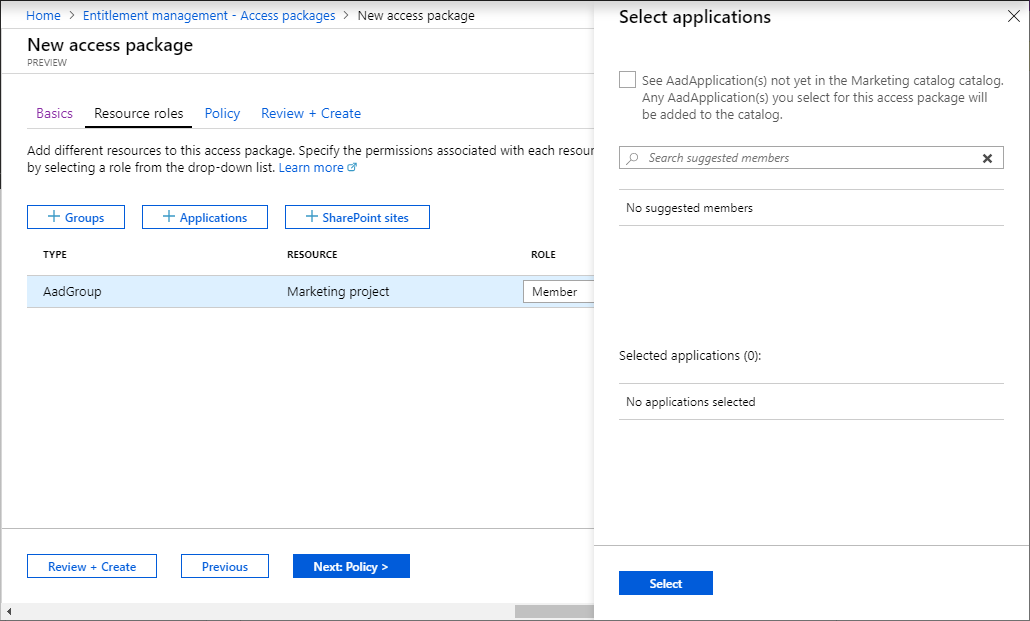 Home > Entitlement management - Access packages > New access package
New access package
PREVIEW
Basics Resource roles Policy Review + Create
Add different resources to this access package. Specify the permissions associated with each resour
by selecting a role from the drop-down list. Learn more
+ Groups + Applications + SharePoint sites
TYPE RESOURCE ROLE
AadGroup Marketing project Member
Review + Create Previous Next: Policy >
Select applications
See AadApplication(s) not yet in the Marketing catalog catalog.
Any AadApplication(s) you select for this access package will
be added to the catalog.
Search suggested members
No suggested members
Selected applications (0):
No applications selected
Select